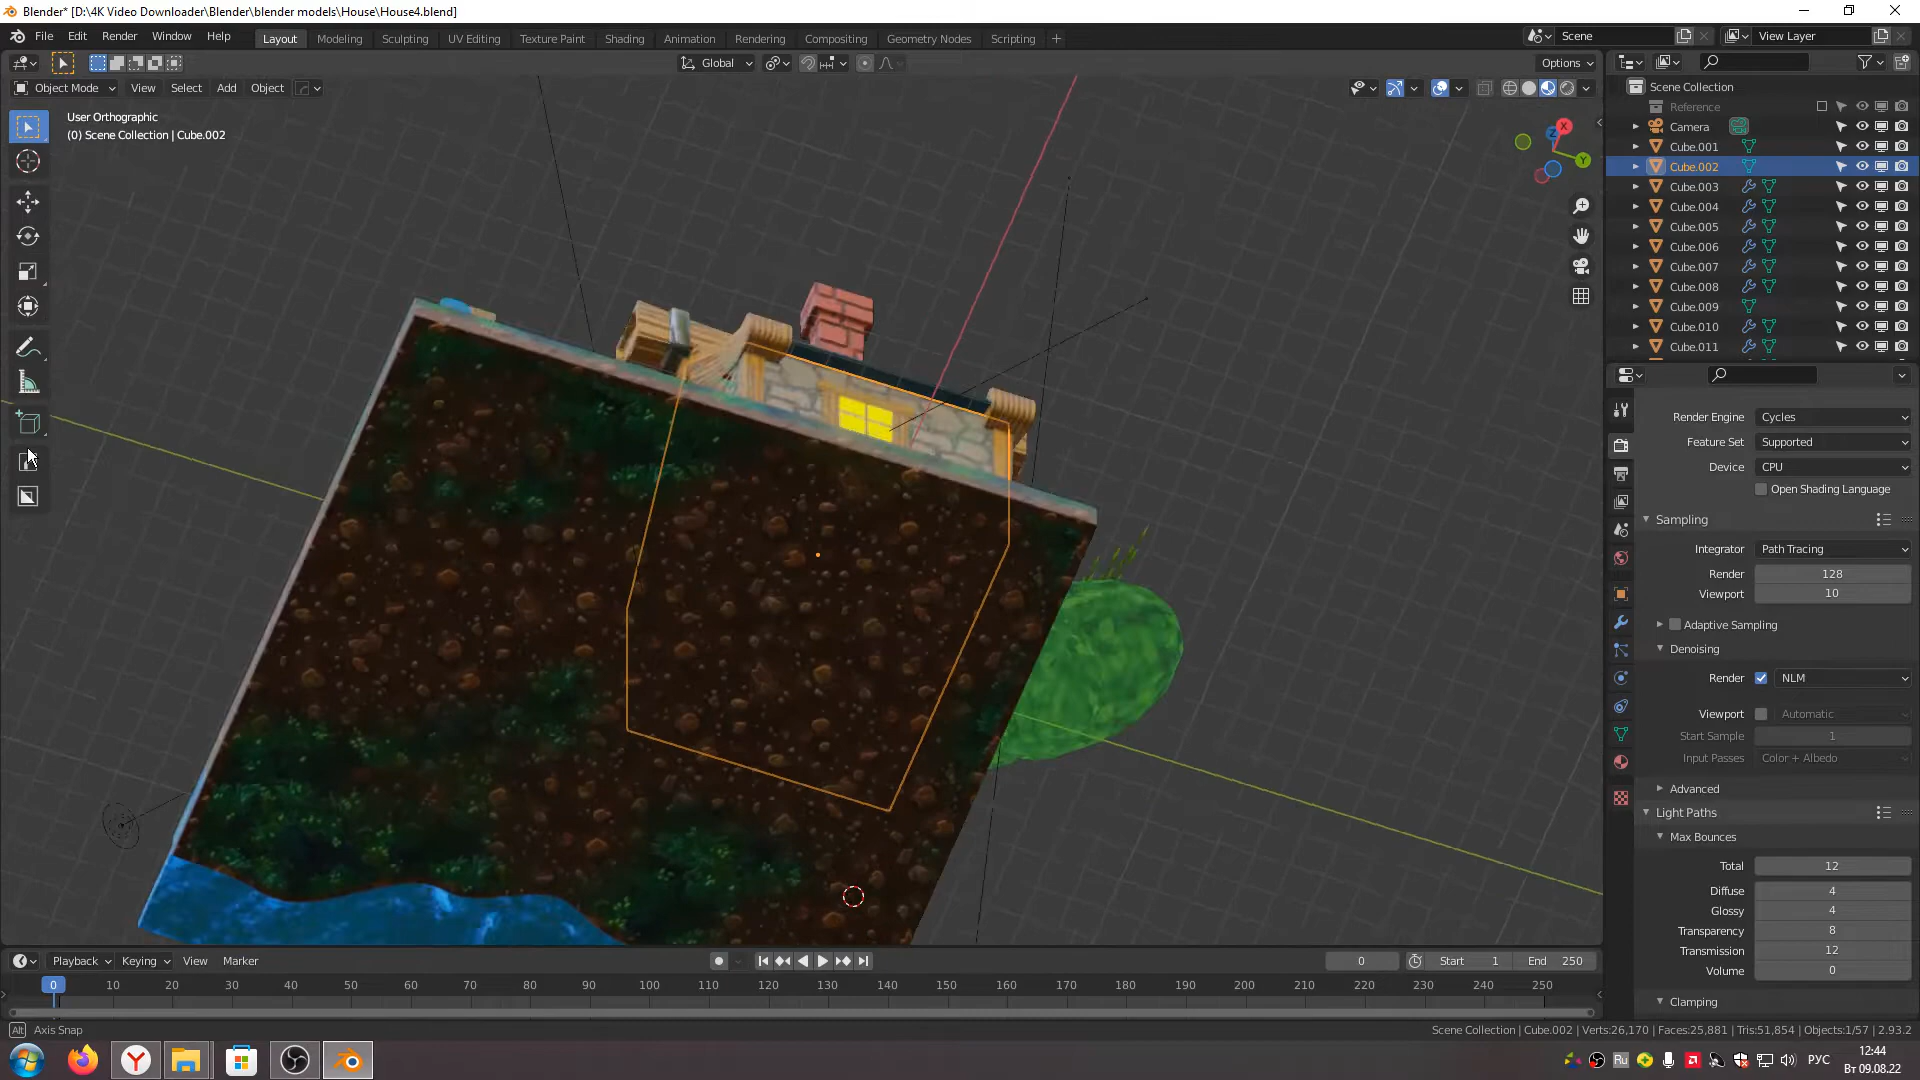 Blender* [D:\4K Video Downloader\Blender\blender models\House\House4.blend]
File Edit Render Window Help
Layout Modeling Sculpting UV Editing Texture Paint Shading Animation Rendering Compositing Geometry Nodes Scripting
Scene
View Layer
Global
Options
Object Mode View Select Add Object
User Orthographic
(0) Scene Collection | Cube.002
X
Y
Z
Scene Collection
Reference
Camera
Cube.001
Cube.002
Cube.003
Cube.004
Cube.005
Cube.006
Cube.007
Cube.008
Cube.009
Cube.010
Cube.011
Render Engine Cycles
Feature Set Supported
Device CPU
Open Shading Language
Sampling
Integrator Path Tracing
Render 128
Viewport 10
Adaptive Sampling
Denoising
Render NLM
Viewport Automatic
Start Sample 1
Input Passes Color + Albedo
Advanced
Light Paths
Max Bounces
Total 12
Diffuse 4
Glossy 4
Transparency 8
Transmission 12
Volume 0
Clamping
Playback Keying View Marker
0 Start 1 End 250
0 10 20 30 40 50 60 70 80 90 100 110 120 130 140 150 160 170 180 190 200 210 220 230 240 250
Alt Axis Snap
Scene Collection | Cube.002 | Verts:26,170 | Faces:25,881 | Tris:51,854 | Objects:1/57 | 2.93.2
Ru
РУС
12:44
Вт 09.08.22